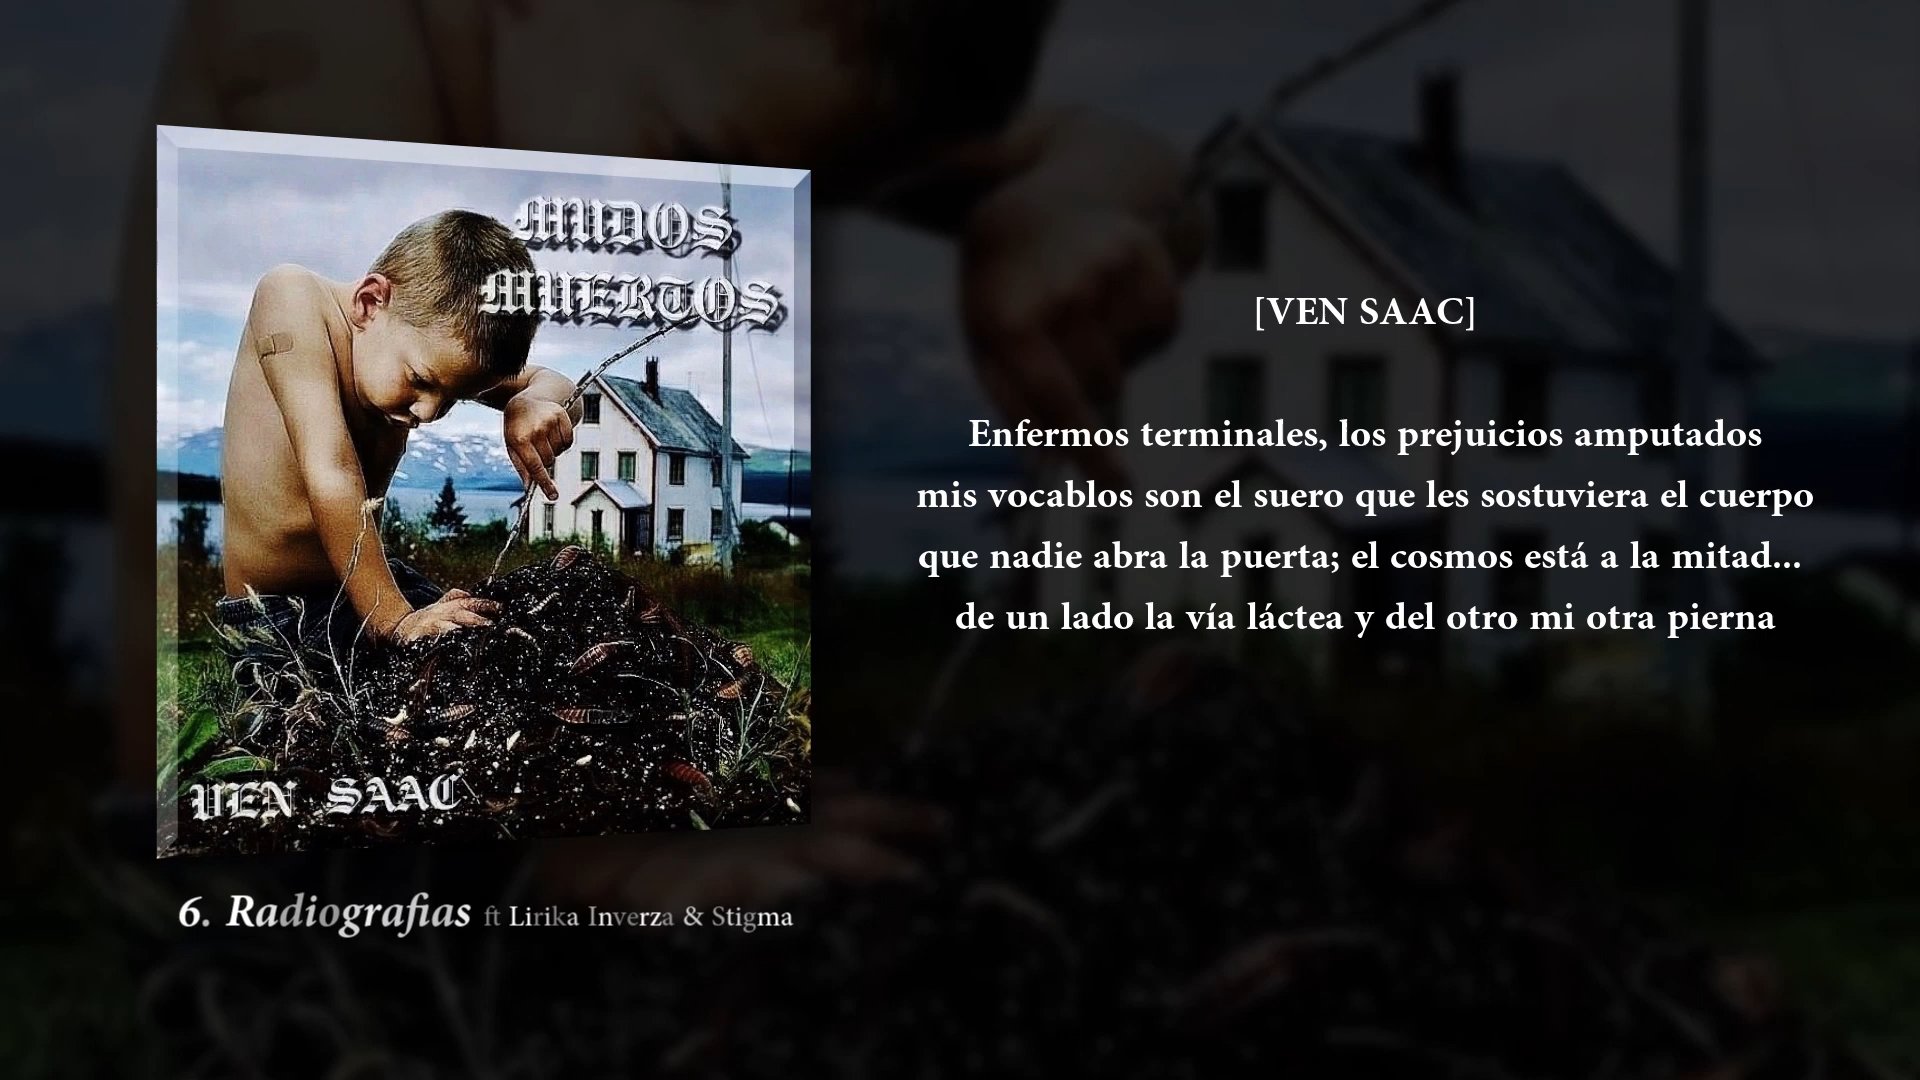 MUDOS
MUERTOS
VEN SAAC
6. Radiografias ft Lirika Inverza & Stigma
[VEN SAAC]
Enfermos terminales, los prejuicios amputados
mis vocablos son el suero que les sostuviera el cuerpo
que nadie abra la puerta; el cosmos está a la mitad...
de un lado la vía láctea y del otro mi otra pierna